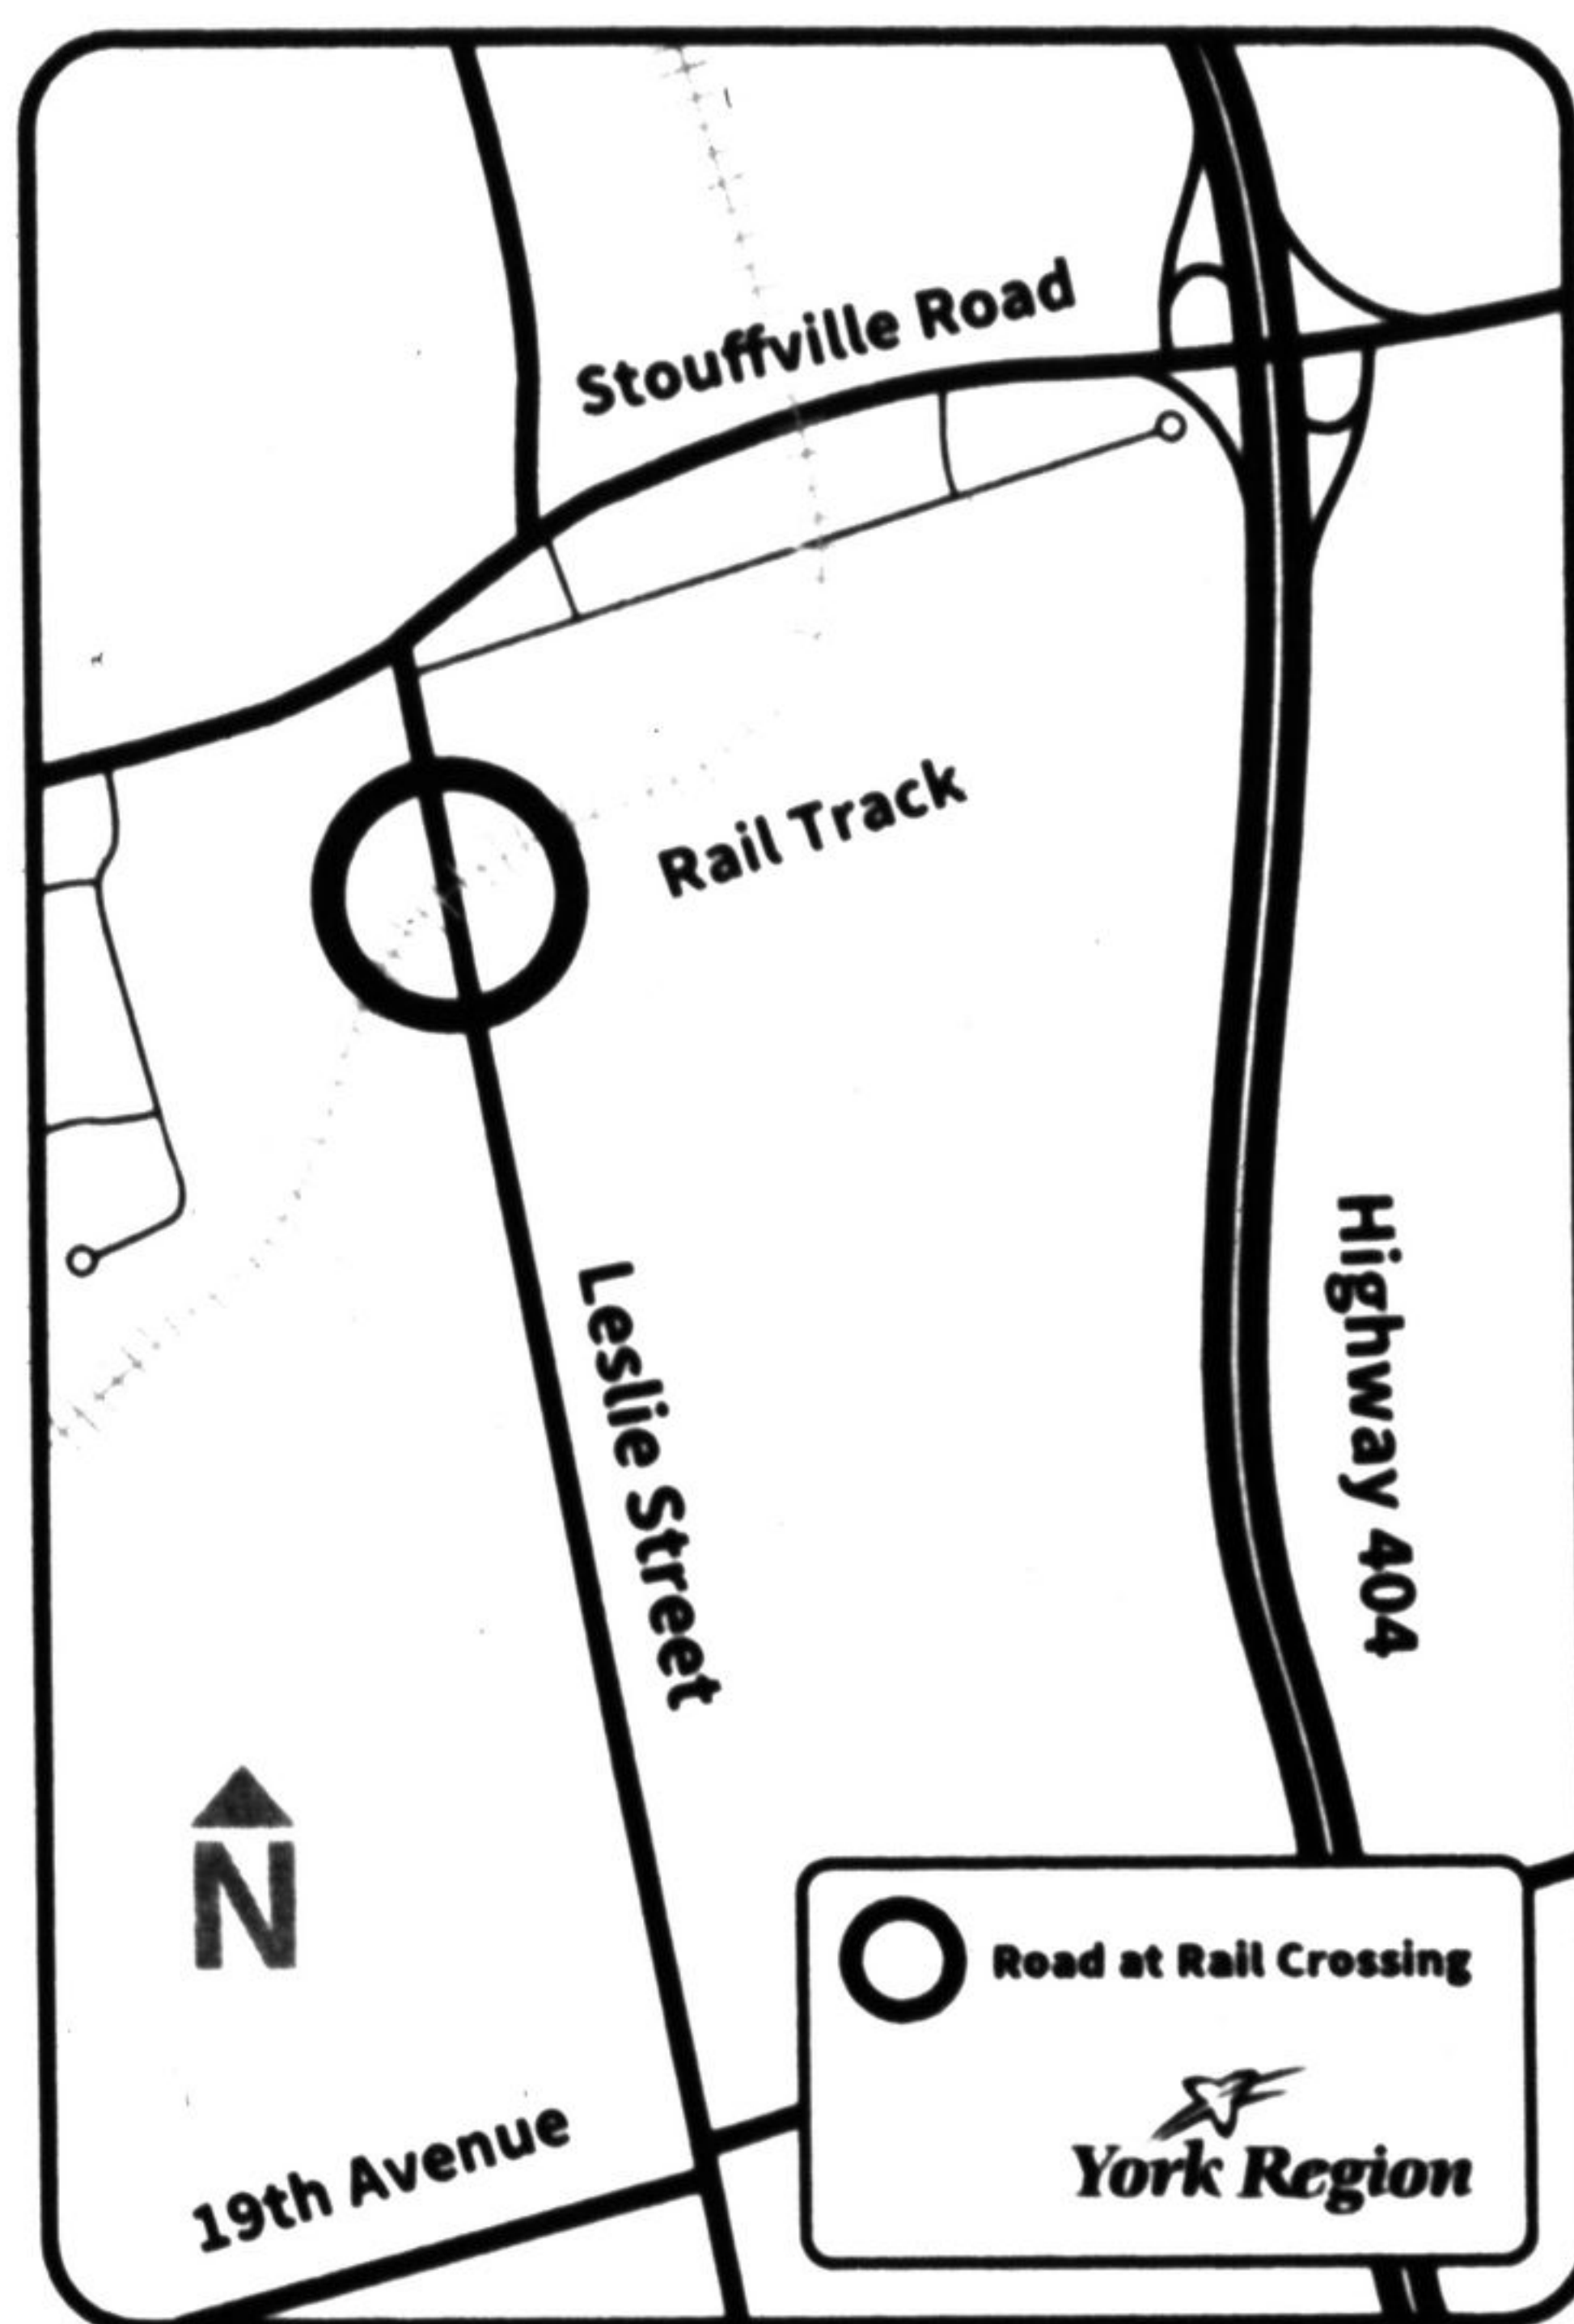 Stouffville Road
Rail Track
Leslie Street
Highway 404
N
Road at Rail Crossing
York Region
19th Avenue